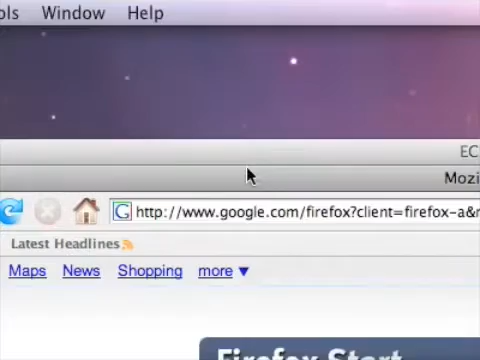 ols Window Help
EC
Mozi
http://www.google.com/firefox?client=firefox-a&r
Latest Headlines
Maps News Shopping more ▼
Firefox Start